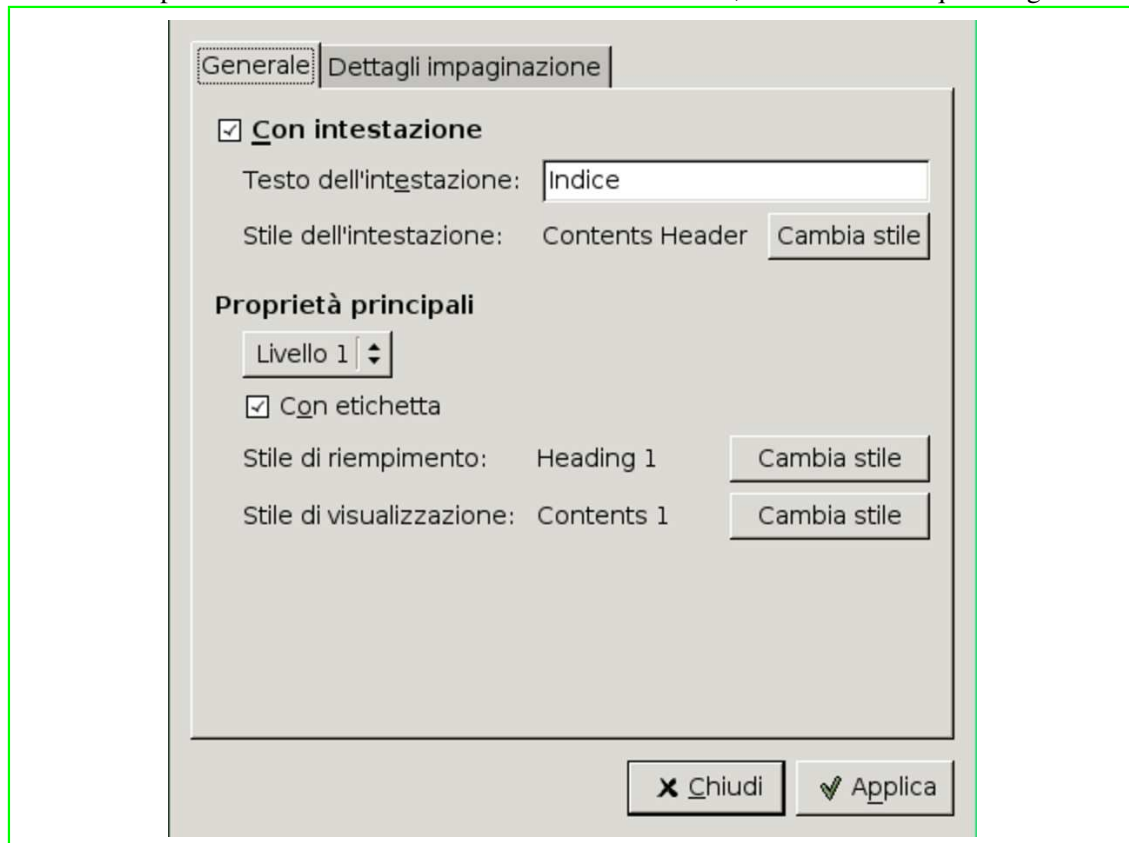 Generale Dettagli impaginazione
Con intestazione
Testo dell'intestazione: Indice
Stile dell'intestazione: Contents Header Cambia stile
Proprietà principali
Livello 1
Con etichetta
Stile di riempimento: Heading 1 Cambia stile
Stile di visualizzazione: Contents 1 Cambia stile
Chiudi Applica